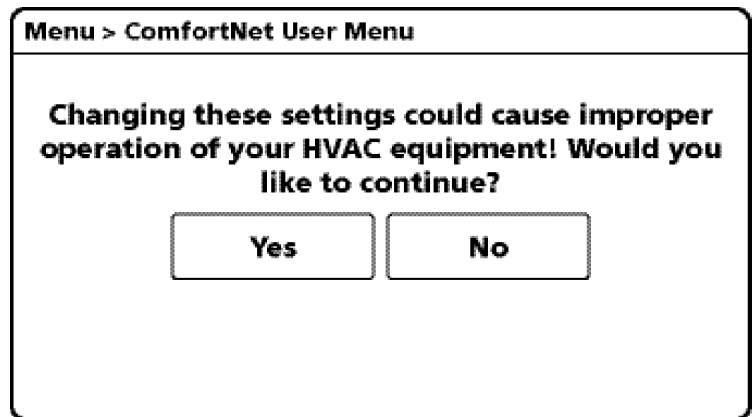 Menu > ComfortNet User Menu
Changing these settings could cause improper
operation of your HVAC equipment! Would you
like to continue?
Yes No